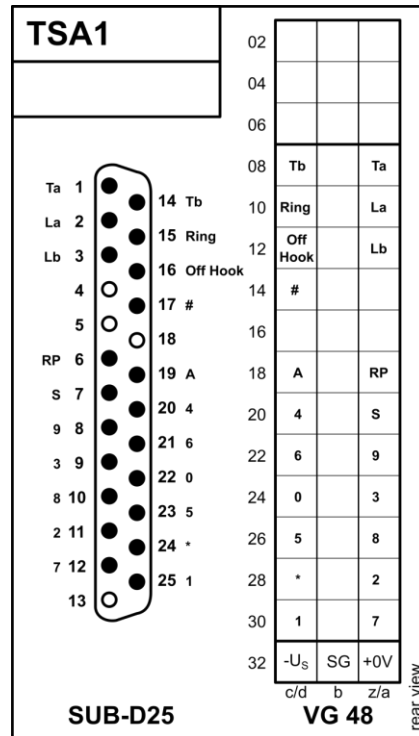 TSA1
Ta 1
La 2
Lb 3
4
5
RP 6
S 7
9 8
3 9
8 10
2 11
7 12
13
14 Tb
15 Ring
16 Off Hook
17 #
18
19 A
20 4
21 6
22 0
23 5
24 *
25 1
SUB-D25
02
04
06
08 Tb Ta
10 Ring La
12 Off Hook Lb
14 #
16
18 A RP
20 4 S
22 6 9
24 0 3
26 5 8
28 * 2
30 1 7
32 -US SG +0V
c/d b z/a
VG 48
rear view